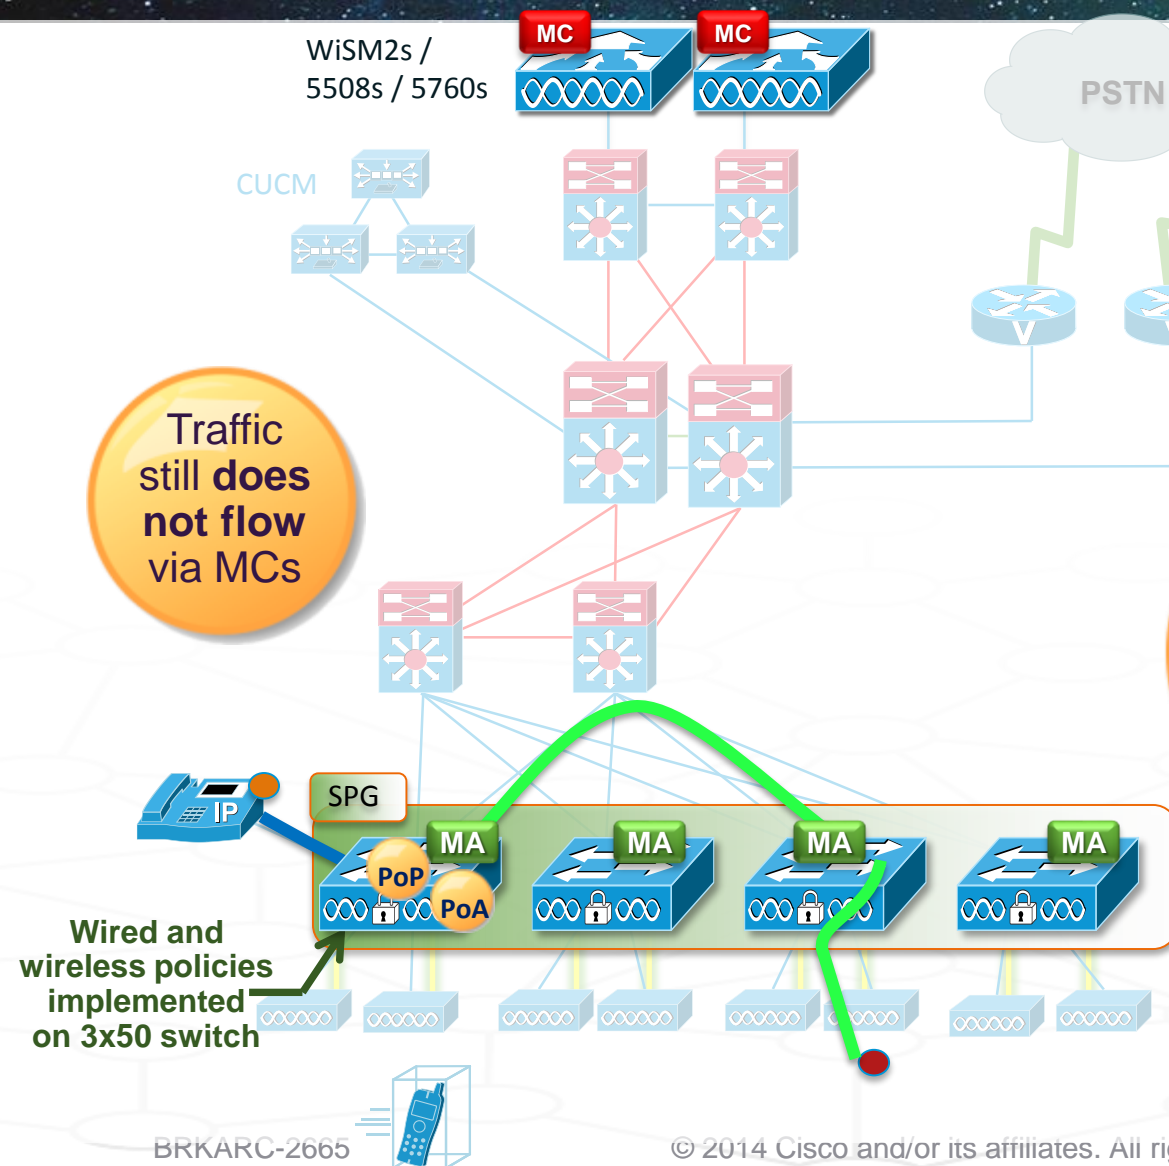 WiSM2s /
5508s / 5760s
MC
MC
PSTN
CUCM
V
Traffic
still does
not flow
via MCs
IP
SPG
MA
MA
MA
MA
PoP
PoA
Wired and
wireless policies
implemented
on 3x50 switch
BRKARC-2665
© 2014 Cisco and/or its affiliates. All